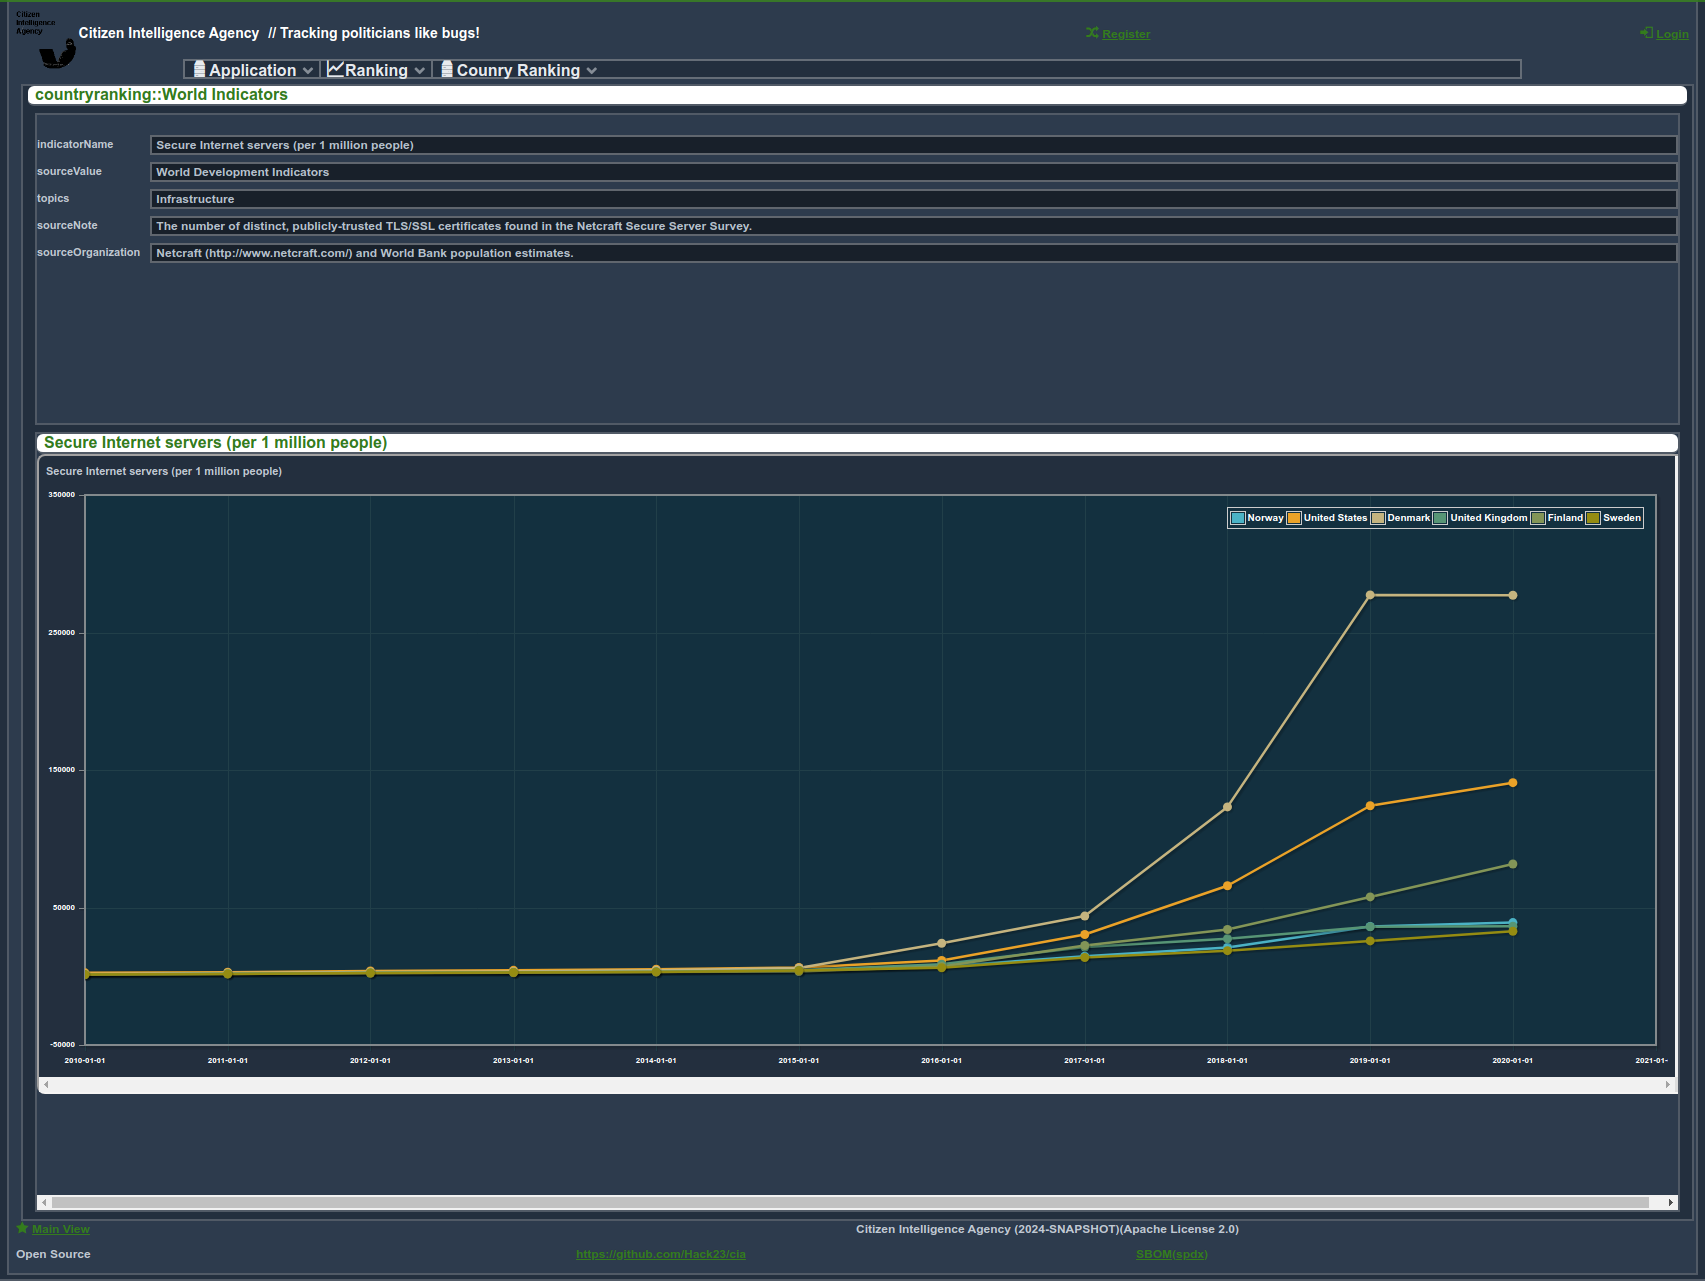 Citizen
Intelligence
Agency
Citizen Intelligence Agency // Tracking politicians like bugs!
Register
Login
Application
Ranking
Counry Ranking
countryranking::World Indicators
indicatorName
Secure Internet servers (per 1 million people)
sourceValue
World Development Indicators
topics
Infrastructure
sourceNote
The number of distinct, publicly-trusted TLS/SSL certificates found in the Netcraft Secure Server Survey.
sourceOrganization
Netcraft (http://www.netcraft.com/) and World Bank population estimates.
Secure Internet servers (per 1 million people)
Secure Internet servers (per 1 million people)
350000
Norway United States Denmark United Kingdom Finland Sweden
250000
150000
50000
-50000
2010-01-01 2011-01-01 2012-01-01 2013-01-01 2014-01-01 2015-01-01 2016-01-01 2017-01-01 2018-01-01 2019-01-01 2020-01-01 2021-01-
Main View
Citizen Intelligence Agency (2024-SNAPSHOT)(Apache License 2.0)
Open Source
https://github.com/Hack23/cia
SBOM(spdx)